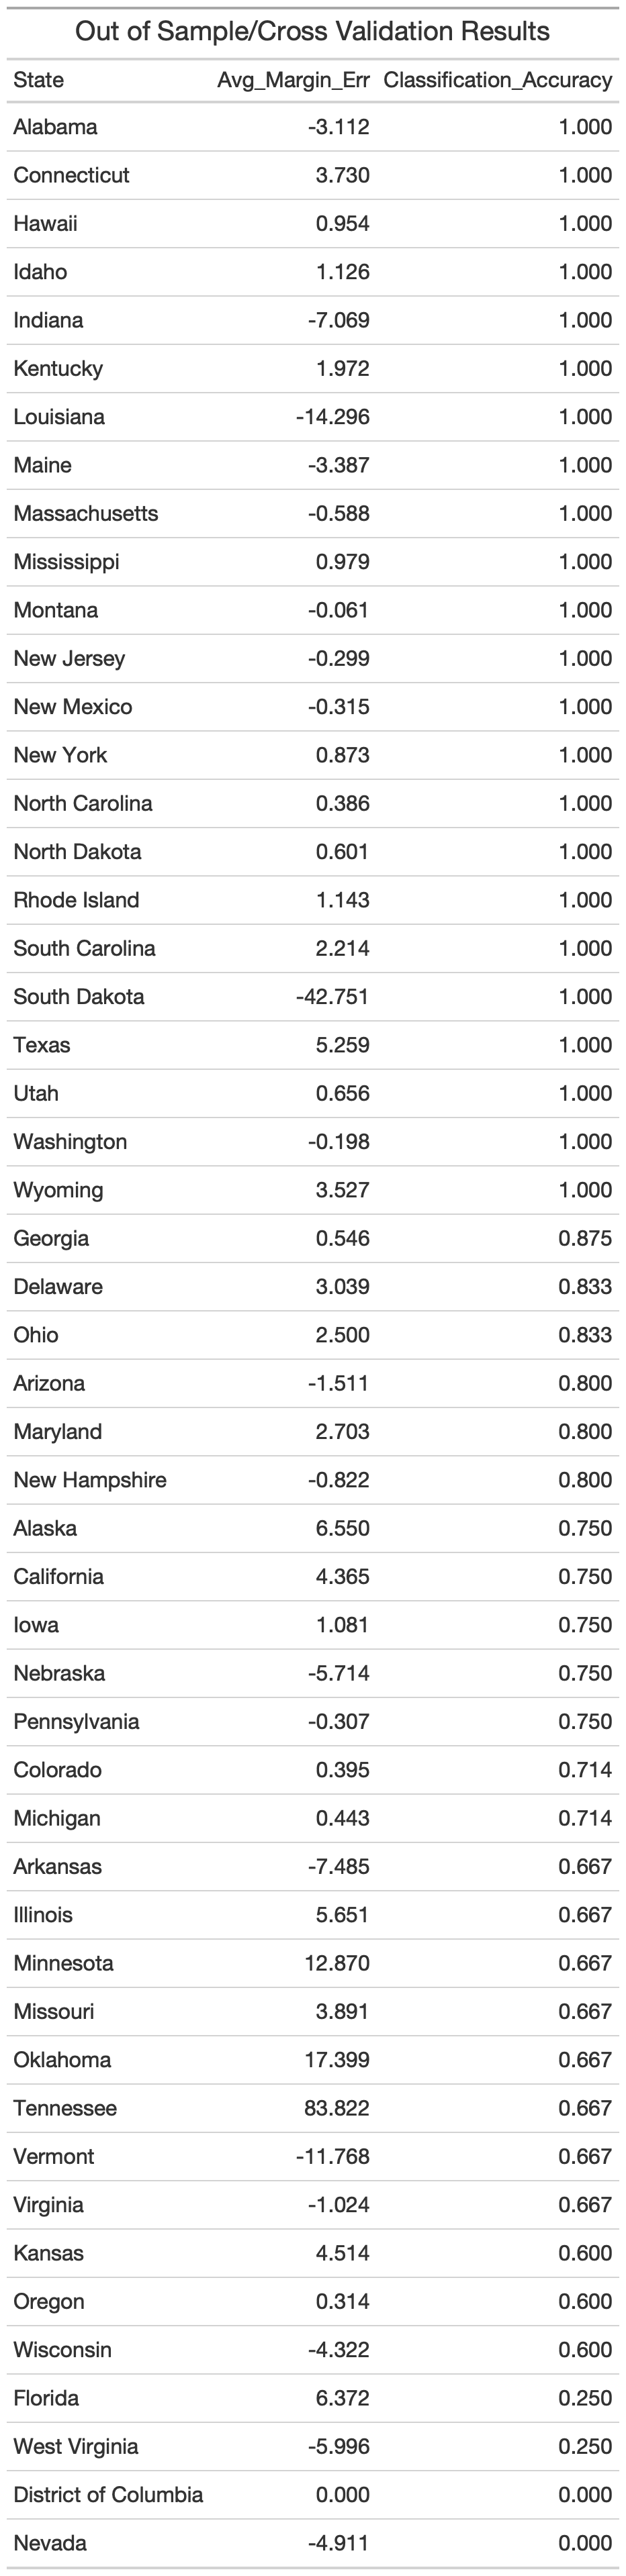 Out of Sample/Cross Validation Results
State Avg_Margin_Err Classification_Accuracy
Alabama -3.112 1.000
Connecticut 3.730 1.000
Hawaii 0.954 1.000
Idaho 1.126 1.000
Indiana -7.069 1.000
Kentucky 1.972 1.000
Louisiana -14.296 1.000
Maine -3.387 1.000
Massachusetts -0.588 1.000
Mississippi 0.979 1.000
Montana -0.061 1.000
New Jersey -0.299 1.000
New Mexico -0.315 1.000
New York 0.873 1.000
North Carolina 0.386 1.000
North Dakota 0.601 1.000
Rhode Island 1.143 1.000
South Carolina 2.214 1.000
South Dakota -42.751 1.000
Texas 5.259 1.000
Utah 0.656 1.000
Washington -0.198 1.000
Wyoming 3.527 1.000
Georgia 0.546 0.875
Delaware 3.039 0.833
Ohio 2.500 0.833
Arizona -1.511 0.800
Maryland 2.703 0.800
New Hampshire -0.822 0.800
Alaska 6.550 0.750
California 4.365 0.750
Iowa 1.081 0.750
Nebraska -5.714 0.750
Pennsylvania -0.307 0.750
Colorado 0.395 0.714
Michigan 0.443 0.714
Arkansas -7.485 0.667
Illinois 5.651 0.667
Minnesota 12.870 0.667
Missouri 3.891 0.667
Oklahoma 17.399 0.667
Tennessee 83.822 0.667
Vermont -11.768 0.667
Virginia -1.024 0.667
Kansas 4.514 0.600
Oregon 0.314 0.600
Wisconsin -4.322 0.600
Florida 6.372 0.250
West Virginia -5.996 0.250
District of Columbia 0.000 0.000
Nevada -4.911 0.000